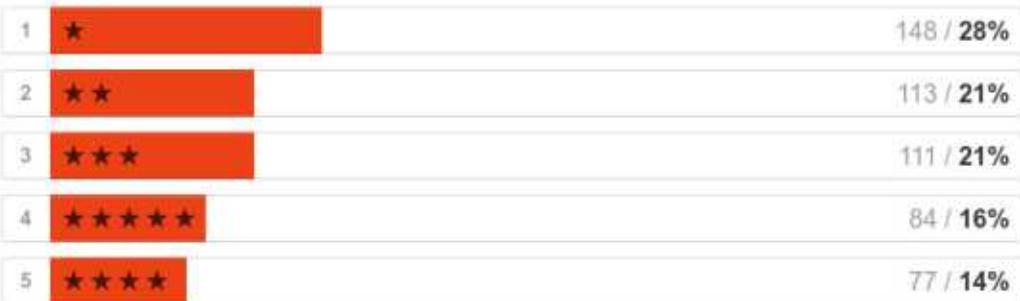 1 ★ 148 / 28%
2 ★★ 113 / 21%
3 ★★★ 111 / 21%
4 ★★★★★ 84 / 16%
5 ★★★★ 77 / 14%